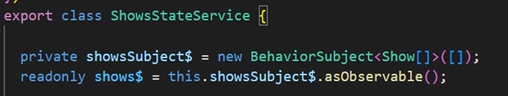 export class ShowsStateService {
private showsSubject$ = new BehaviorSubject<Show[]>([]);
readonly shows$ = this.showsSubject$.asObservable();